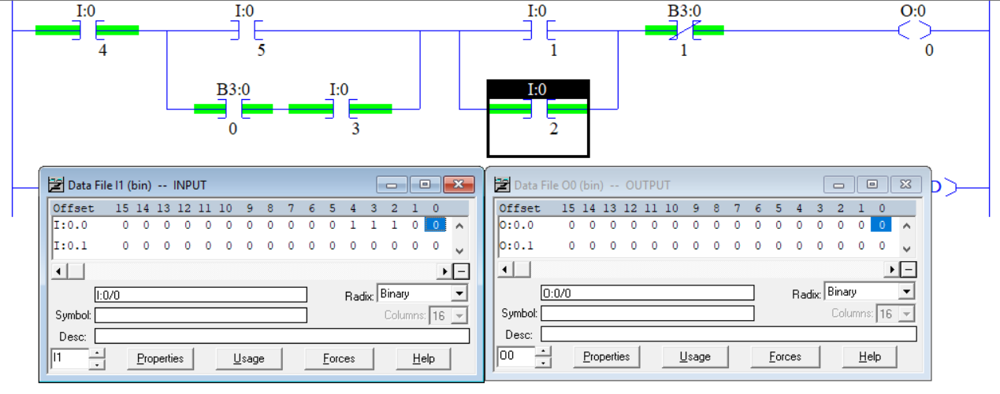 I:0 I:0 I:0 B3:0 O:0
4 5 1 1 0
B3:0 I:0 I:0
0 3 2
Data File I1 (bin) -- INPUT
Offset 15 14 13 12 11 10 9 8 7 6 5 4 3 2 1 0
I:0.0 0 0 0 0 0 0 0 0 0 0 0 1 1 1 0 0
I:0.1 0 0 0 0 0 0 0 0 0 0 0 0 0 0 0 0
I:0/0 Radix: Binary
Symbol: Columns: 16
Desc:
I1 Properties Usage Forces Help
Data File O0 (bin) -- OUTPUT
Offset 15 14 13 12 11 10 9 8 7 6 5 4 3 2 1 0
O:0.0 0 0 0 0 0 0 0 0 0 0 0 0 0 0 0 0
O:0.1 0 0 0 0 0 0 0 0 0 0 0 0 0 0 0 0
O:0/0 Radix: Binary
Symbol: Columns: 16
Desc:
O0 Properties Usage Forces Help
D